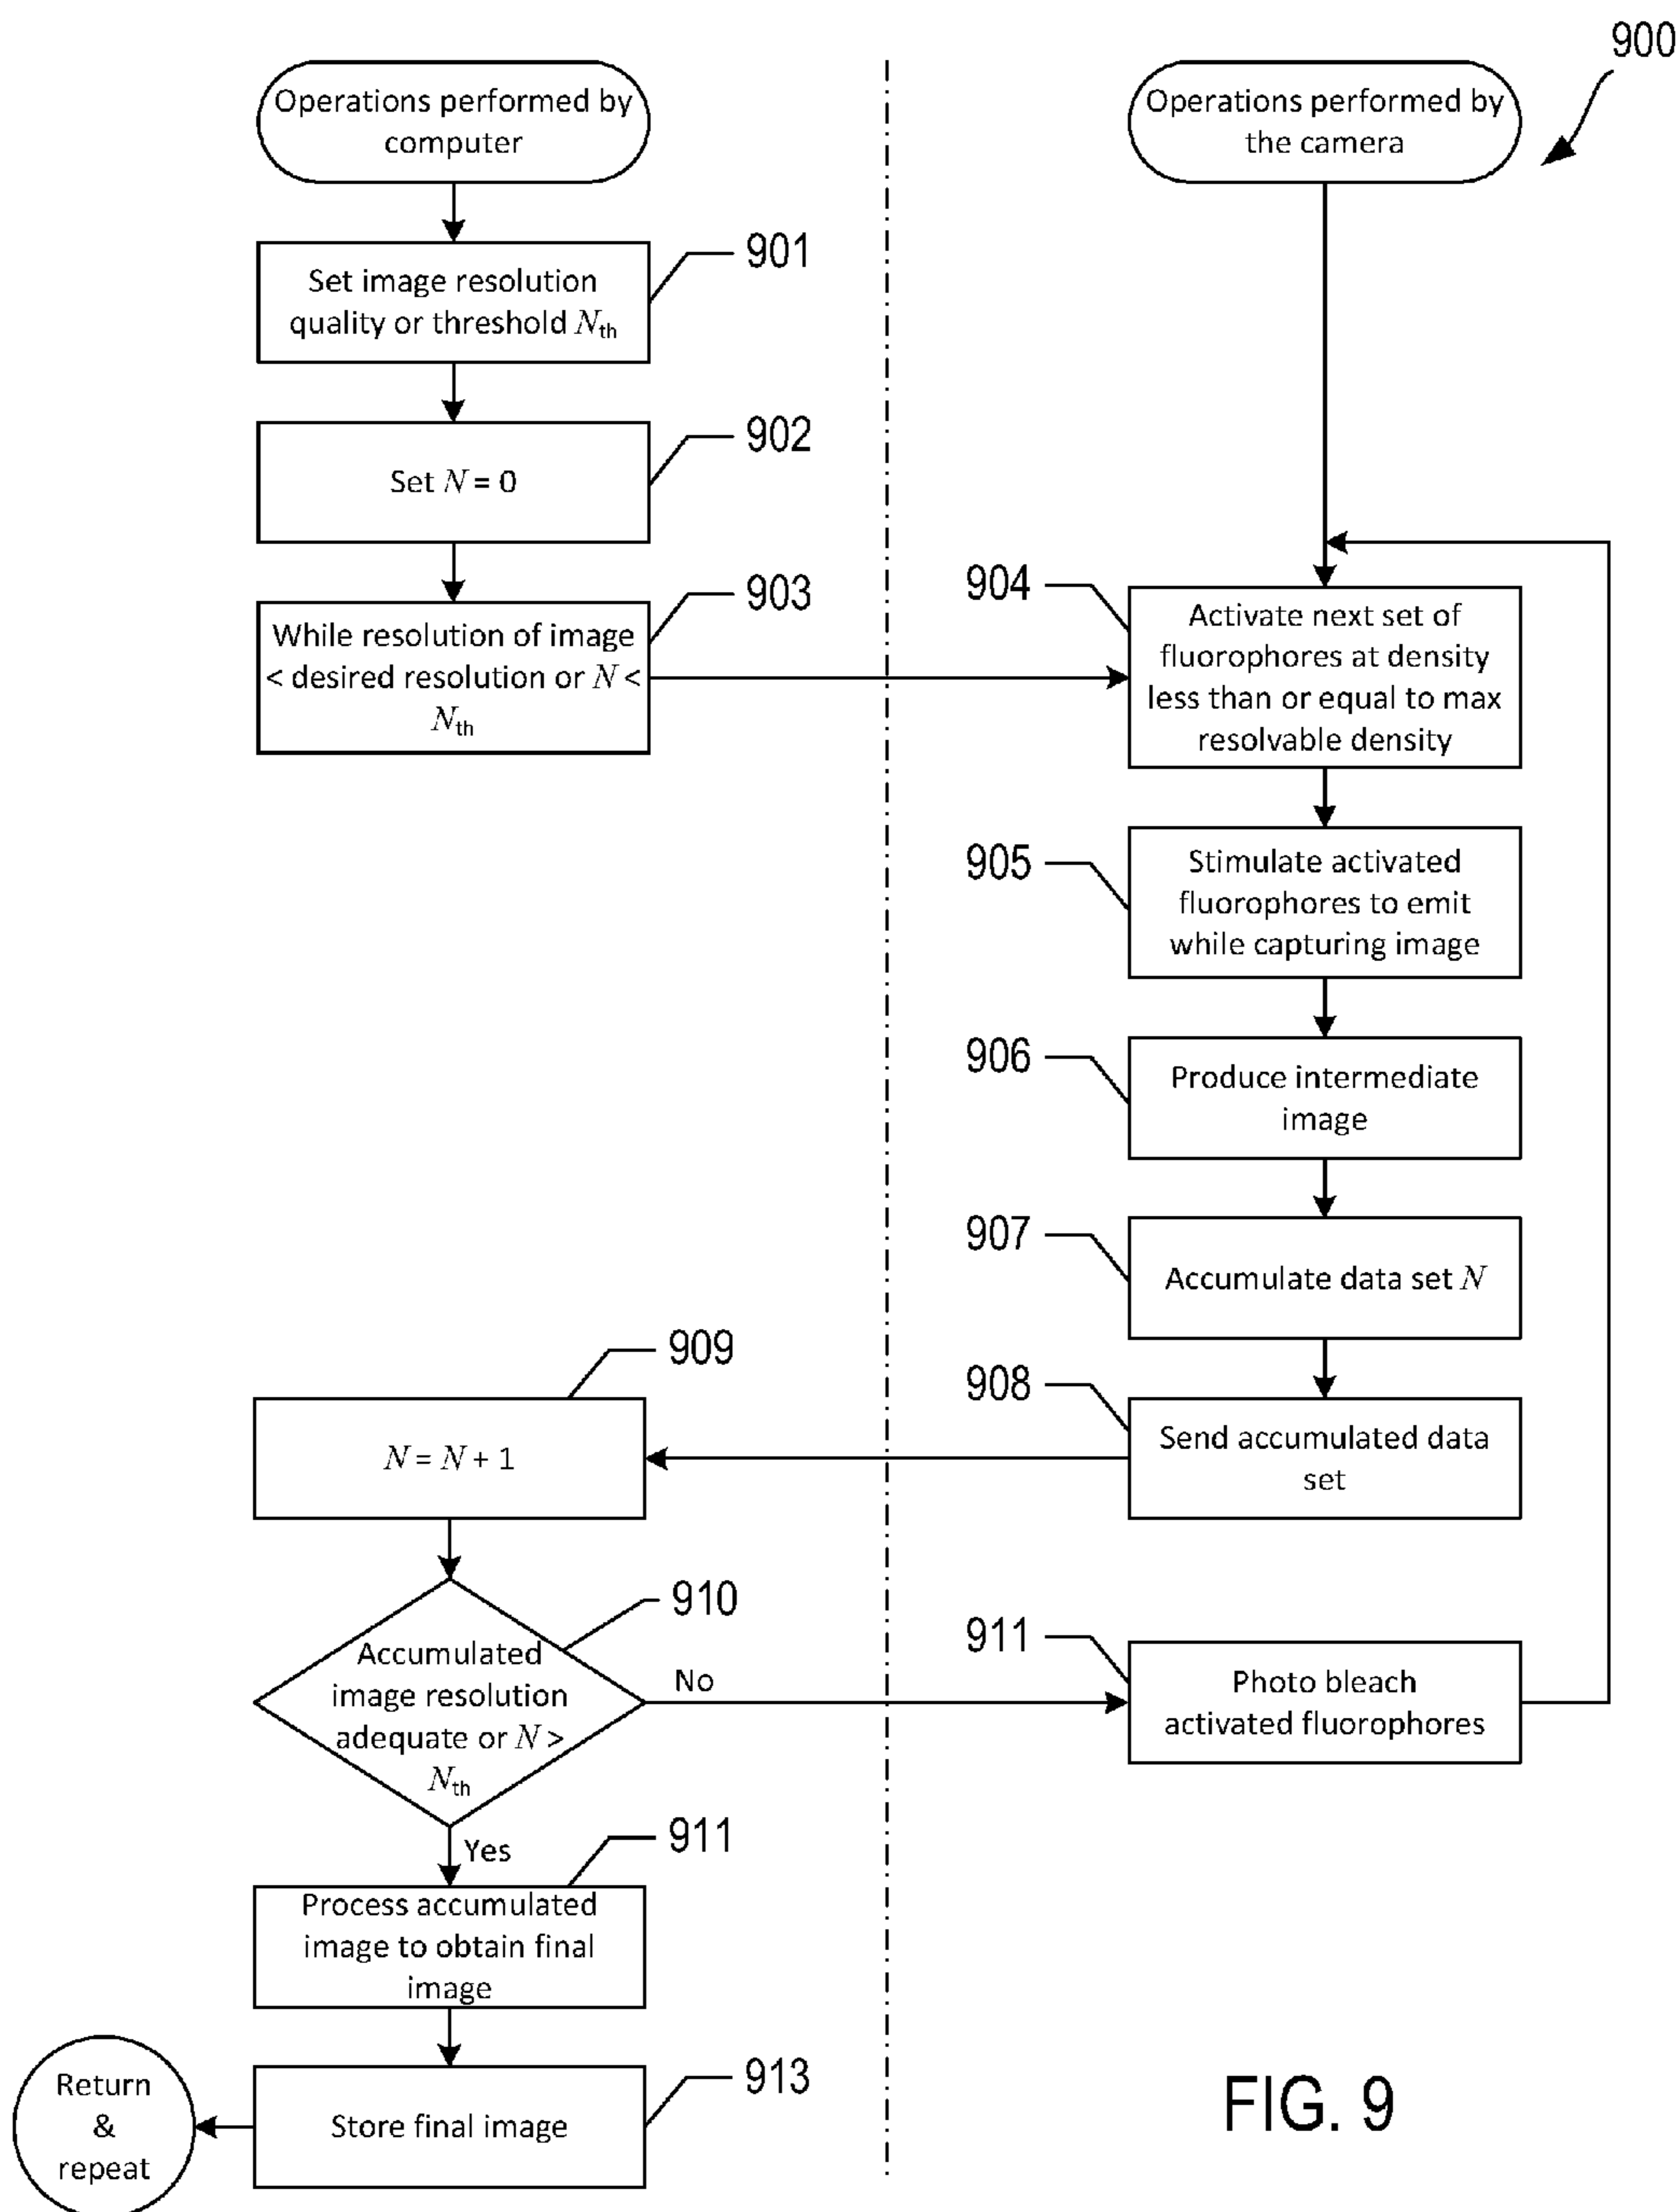 900
Operations performed by
computer
Operations performed by
the camera
901
Set image resolution
quality or threshold Nth
902
Set N = 0
903
While resolution of image
< desired resolution or N <
Nth
904
Activate next set of
fluorophores at density
less than or equal to max
resolvable density
905
Stimulate activated
fluorophores to emit
while capturing image
906
Produce intermediate
image
907
Accumulate data set N
908
Send accumulated data
set
909
N = N + 1
910
Accumulated
image resolution
adequate or N >
Nth
No
911
Photo bleach
activated fluorophores
Yes
911
Process accumulated
image to obtain final
image
913
Store final image
Return
&
repeat
FIG. 9